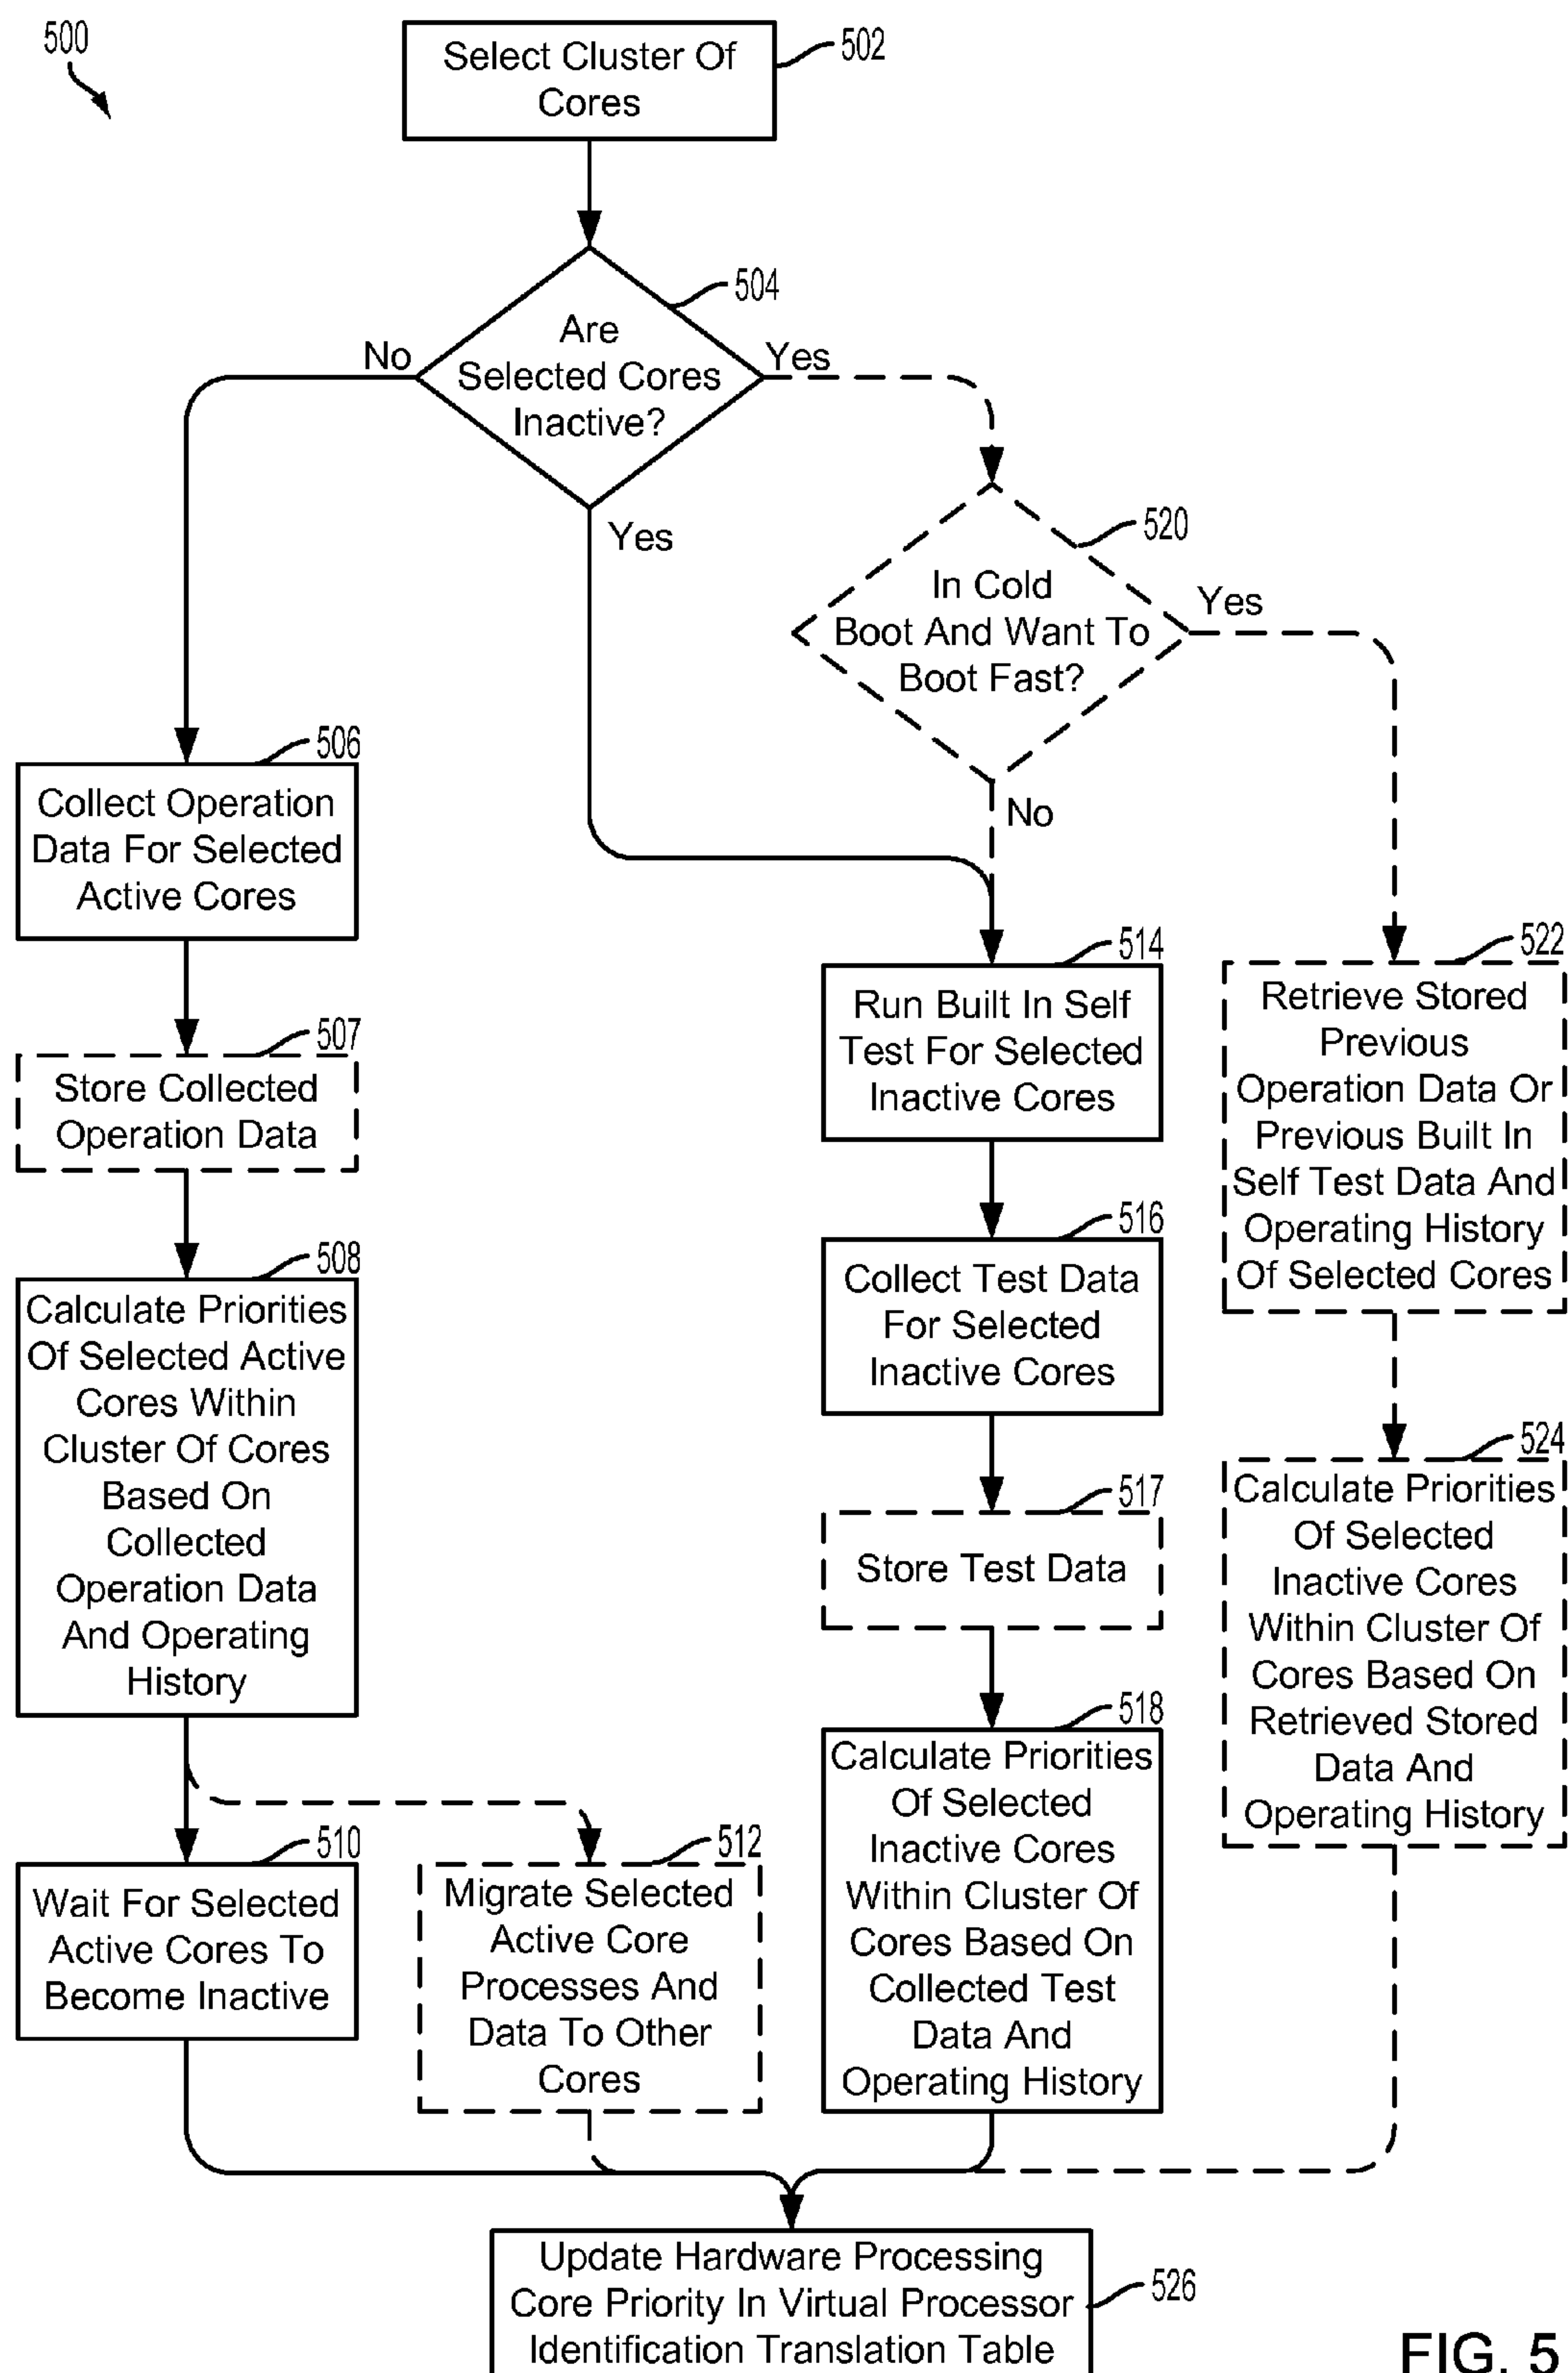 500
Select Cluster Of
Cores
502
Are
Selected Cores
Inactive?
504
No
Yes
Yes
In Cold
Boot And Want To
Boot Fast?
520
Yes
No
506
Collect Operation
Data For Selected
Active Cores
507
Store Collected
Operation Data
508
Calculate Priorities
Of Selected Active
Cores Within
Cluster Of Cores
Based On
Collected
Operation Data
And Operating
History
510
Wait For Selected
Active Cores To
Become Inactive
512
Migrate Selected
Active Core
Processes And
Data To Other
Cores
514
Run Built In Self
Test For Selected
Inactive Cores
516
Collect Test Data
For Selected
Inactive Cores
517
Store Test Data
518
Calculate Priorities
Of Selected
Inactive Cores
Within Cluster Of
Cores Based On
Collected Test
Data And
Operating History
522
Retrieve Stored
Previous
Operation Data Or
Previous Built In
Self Test Data And
Operating History
Of Selected Cores
524
Calculate Priorities
Of Selected
Inactive Cores
Within Cluster Of
Cores Based On
Retrieved Stored
Data And
Operating History
Update Hardware Processing
Core Priority In Virtual Processor
Identification Translation Table
526
FIG. 5